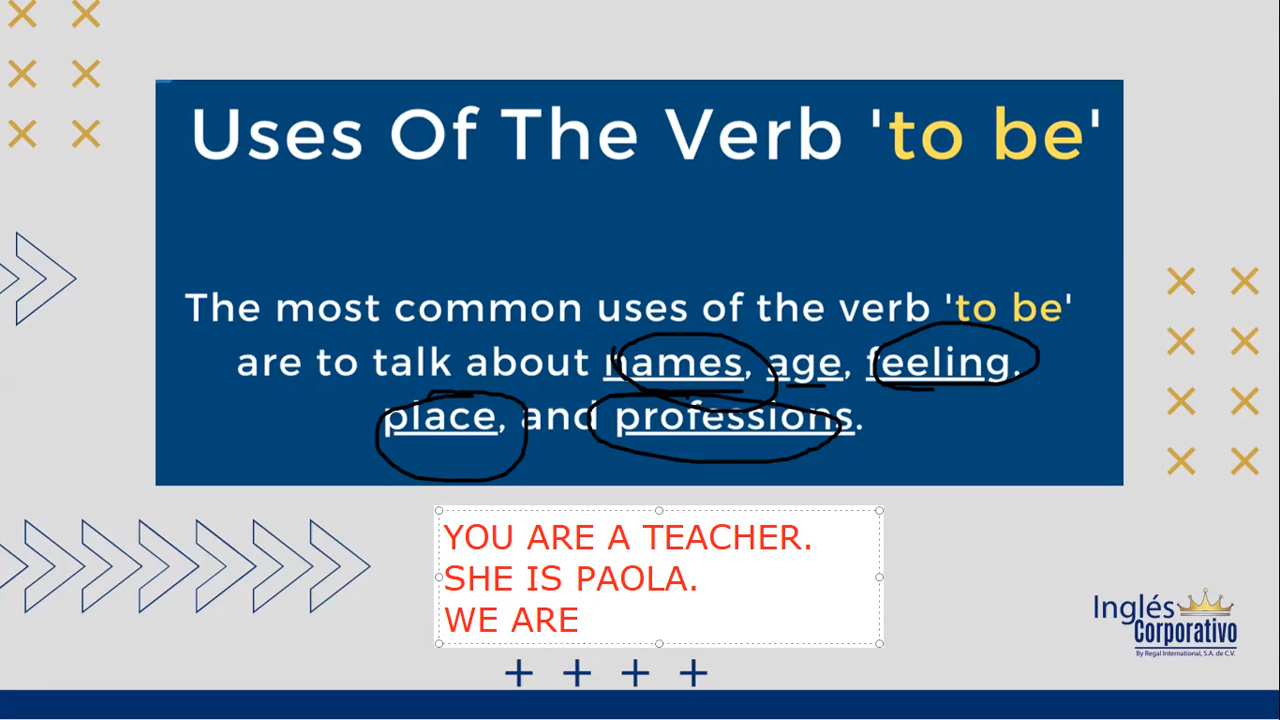 Uses Of The Verb 'to be'
The most common uses of the verb 'to be'
are to talk about names, age, feeling.
place, and professions.
YOU ARE A TEACHER.
SHE IS PAOLA.
WE ARE
Inglés
Corporativo
By Regal International, S.A. de C.V.